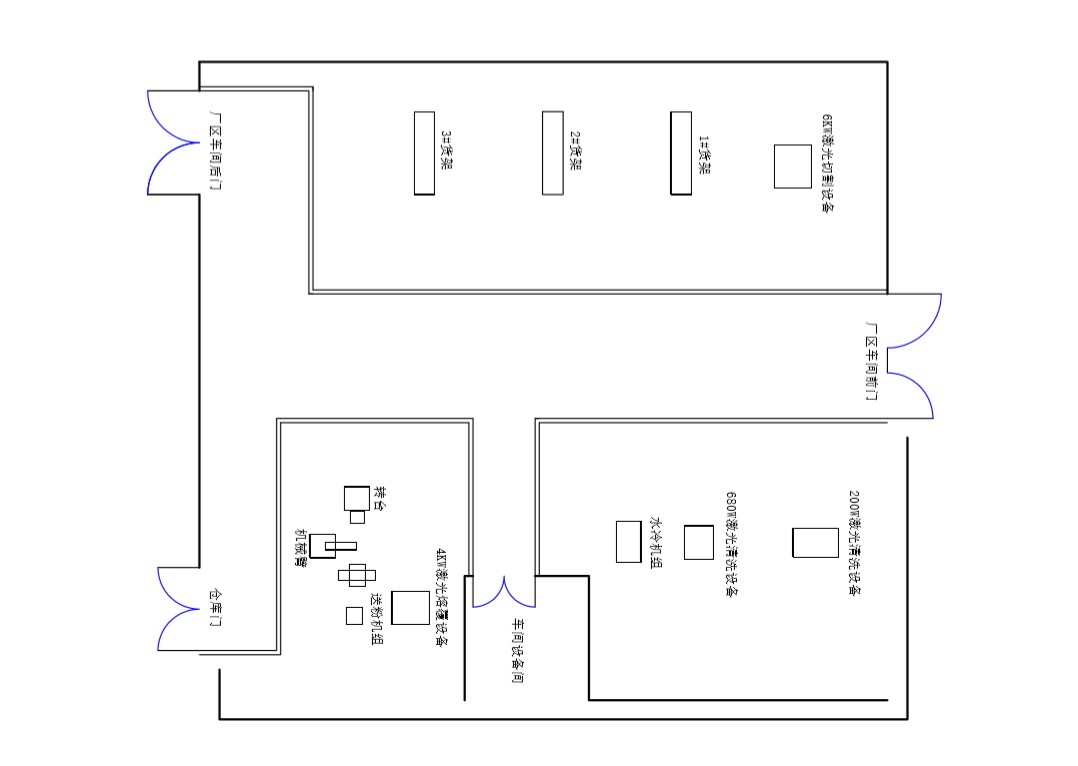 厂区车间后门
3#货架
2#货架
1#货架
6KW激光切割设备
厂区车间前门
转台
机械臂
4KW激光熔覆设备
送粉机组
水冷机组
680W激光清洗设备
200W激光清洗设备
仓库门
车间设备间